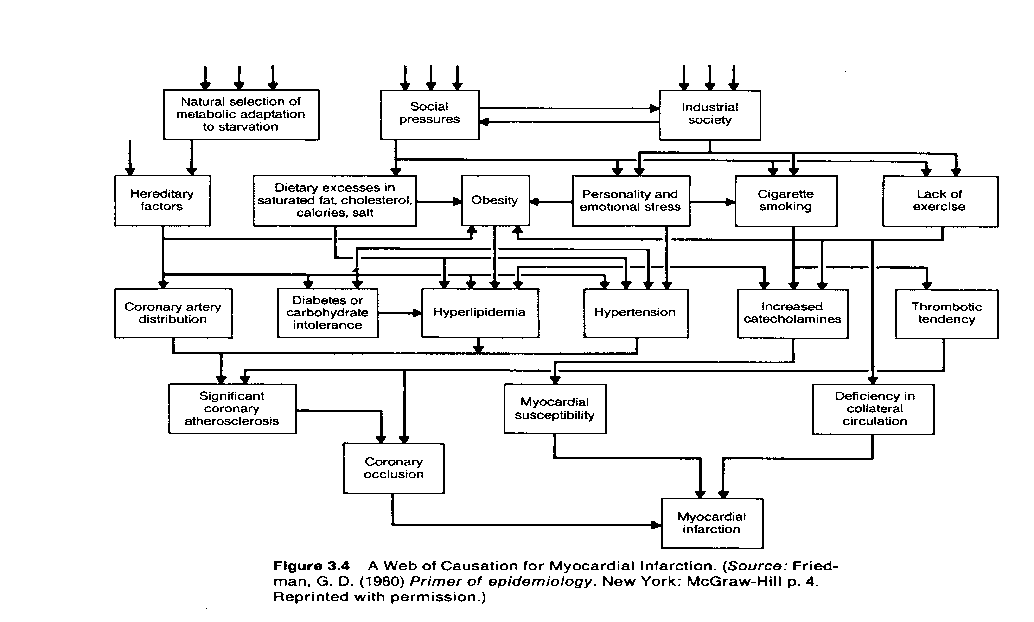 Natural selection of
metabolic adaptation
to starvation
Social
pressures
Industrial
society
Hereditary
factors
Dietary excesses in
saturated fat, cholesterol,
calories, salt
Obesity
Personality and
emotional stress
Cigarette
smoking
Lack of
exercise
Coronary artery
distribution
Diabetes or
carbohydrate
intolerance
Hyperlipidemia
Hypertension
Increased
catecholamines
Thrombotic
tendency
Significant
coronary
atherosclerosis
Myocardial
susceptibility
Deficiency in
collateral
circulation
Coronary
occlusion
Myocardial
infarction
Figure 3.4 A Web of Causation for Myocardial Infarction. (Source: Fried-
man, G. D. (1980) Primer of epidemiology. New York: McGraw-Hill p. 4.
Reprinted with permission.)